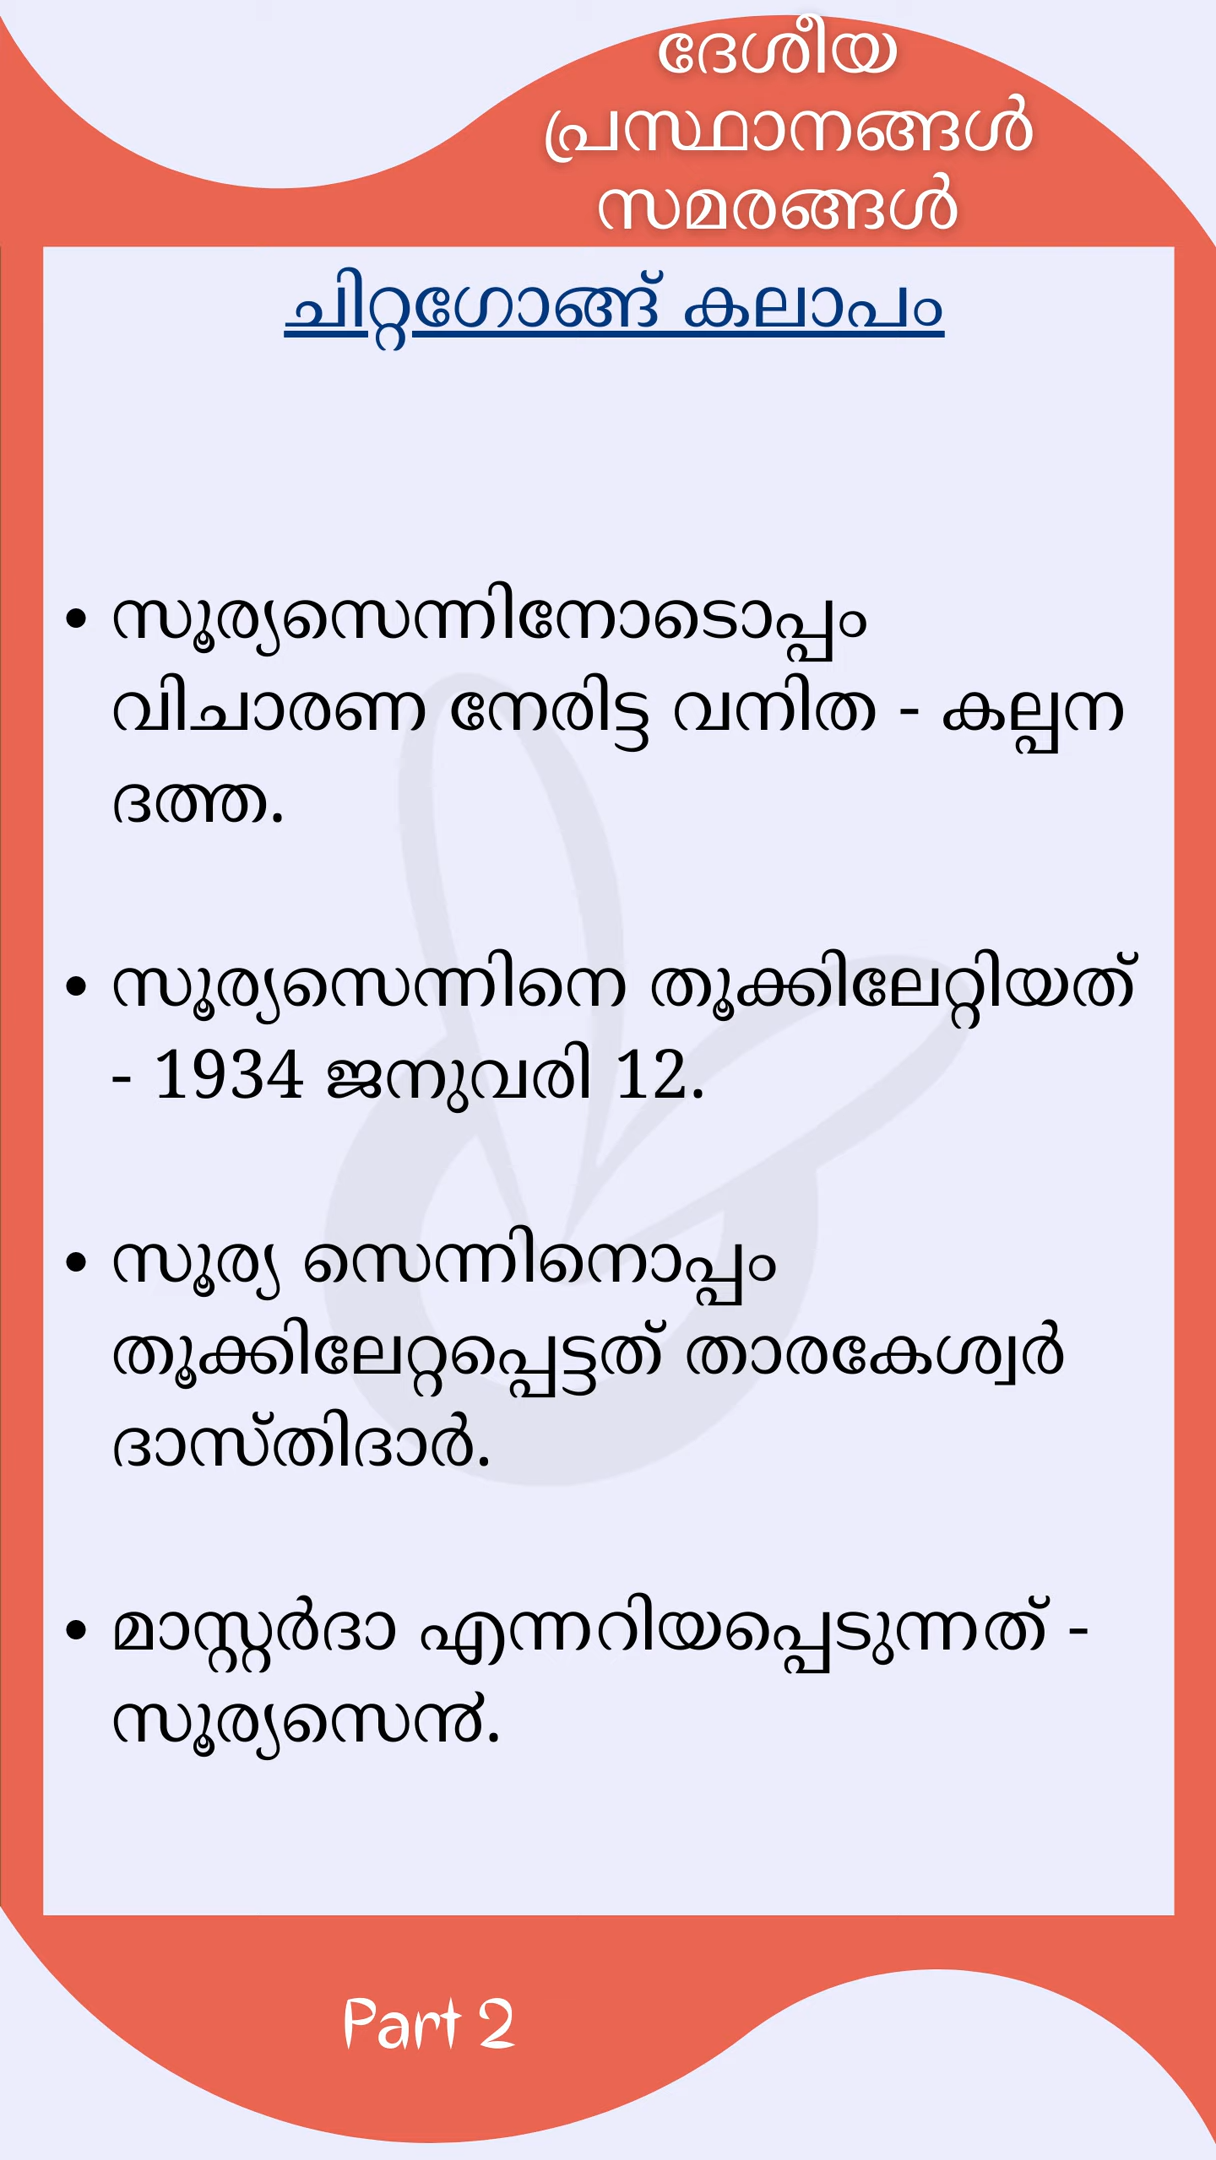 ദേശീയ
പ്രസ്ഥാനങ്ങൾ
സമരങ്ങൾ
ചിറ്റഗോങ്ങ് കലാപം
• സൂര്യസെന്നിനോടൊപ്പം
വിചാരണ നേരിട്ട വനിത - കല്പന
ദത്ത.
• സൂര്യസെന്നിനെ തൂക്കിലേറ്റിയത്
- 1934 ജനുവരി 12.
• സൂര്യ സെന്നിനൊപ്പം
തൂക്കിലേറ്റപ്പെട്ടത് താരകേശ്വർ
ദാസ്തിദാർ.
• മാസ്റ്റർദാ എന്നറിയപ്പെടുന്നത് -
സൂര്യസെൻ.
Part 2